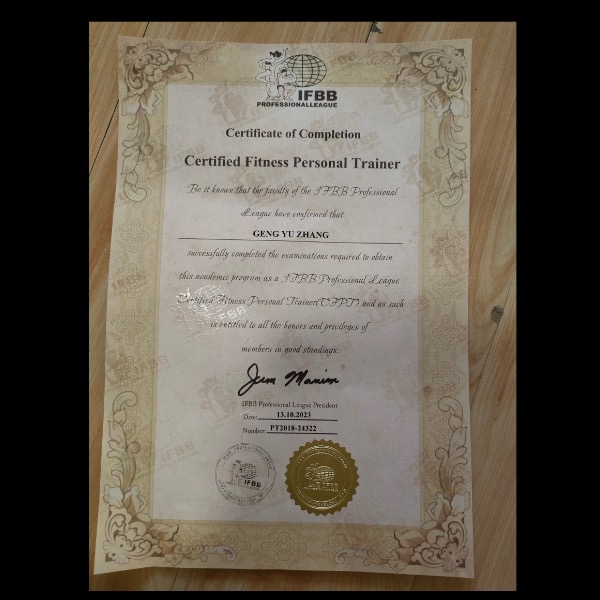 IFBB
PROFESSIONALLEAGUE
Certificate of Completion
Certified Fitness Personal Trainer
Be it known that the faculty of the IFBB Professional
League have confirmed that
GENG YU ZHANG
successfully completed the examinations required to obtain
this academic program as a IFBB Professional League
Certified Fitness Personal Trainer(CFPT) and as such
is entitled to all the honors and privileges of
members in good standings.
IFBB Professional League President
Date: 13.10.2023
Number: PT2018-24322
IFBB